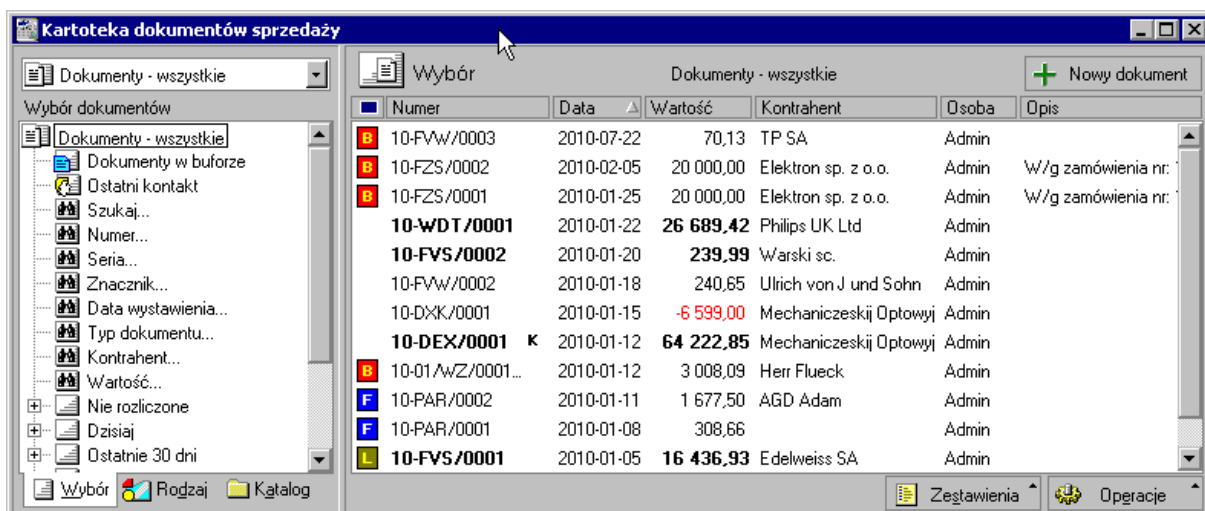 Kartoteka dokumentów sprzedaży
Dokumenty - wszystkie
Wybór dokumentów
Dokumenty - wszystkie
Dokumenty w buforze
Ostatni kontakt
Szukaj...
Numer...
Seria...
Znacznik...
Data wystawienia...
Typ dokumentu...
Kontrahent...
Wartość...
Nie rozliczone
Dzisiaj
Ostatnie 30 dni
Wybór Rodzaj Katalog
Wybór Dokumenty - wszystkie Nowy dokument
Numer Data Wartość Kontrahent Osoba Opis
B 10-FVW/0003 2010-07-22 70,13 TP SA Admin
B 10-FZS/0002 2010-02-05 20 000,00 Elektron sp. z o.o. Admin W/g zamówienia nr:
B 10-FZS/0001 2010-01-25 20 000,00 Elektron sp. z o.o. Admin W/g zamówienia nr:
10-WDT/0001 2010-01-22 26 689,42 Philips UK Ltd Admin
10-FVS/0002 2010-01-20 239,99 Warski sc. Admin
10-FVW/0002 2010-01-18 240,65 Ulrich von J und Sohn Admin
10-DXK/0001 2010-01-15 -6 599,00 Mechaniczeskij Optowyj Admin
10-DEX/0001 K 2010-01-12 64 222,85 Mechaniczeskij Optowyj Admin
B 10-01/WZ/0001... 2010-01-12 3 008,09 Herr Flueck Admin
F 10-PAR/0002 2010-01-11 1 677,50 AGD Adam Admin
F 10-PAR/0001 2010-01-08 308,66 Admin
L 10-FVS/0001 2010-01-05 16 436,93 Edelweiss SA Admin
Zestawienia Operacje